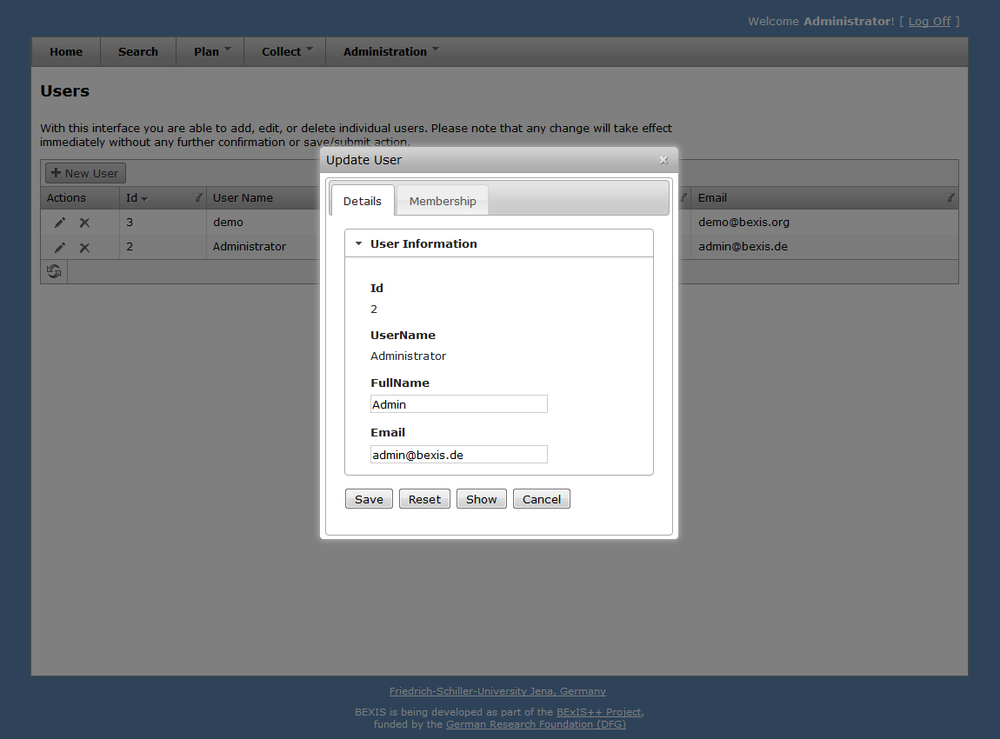 Welcome Administrator! [ Log Off ]
Home Search Plan Collect Administration
Users
With this interface you are able to add, edit, or delete individual users. Please note that any change will take effect
immediately without any further confirmation or save/submit action.
New User
Actions Id User Name Email
3 demo demo@bexis.org
2 Administrator admin@bexis.de
Update User
Details Membership
User Information
Id
2
UserName
Administrator
FullName
Admin
Email
admin@bexis.de
Save Reset Show Cancel
Friedrich-Schiller-University Jena, Germany
BEXIS is being developed as part of the BExIS++ Project,
funded by the German Research Foundation (DFG)